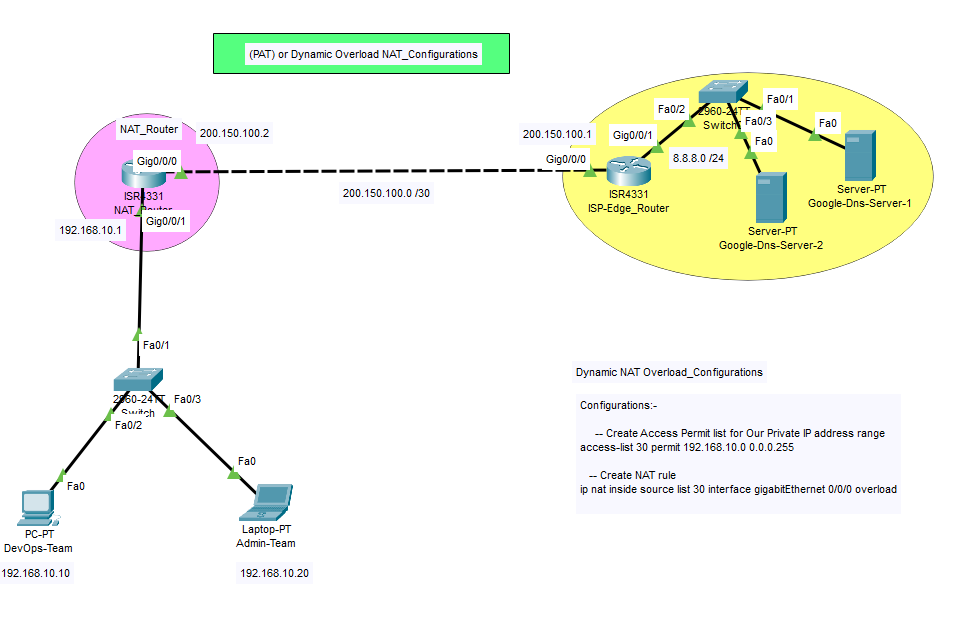 (PAT) or Dynamic Overload NAT_Configurations
NAT_Router
200.150.100.2
Gig0/0/0
ISR4331
NAT_Router
Gig0/0/1
192.168.10.1
200.150.100.0 /30
200.150.100.1
Gig0/0/0
Gig0/0/1
Fa0/2
Fa0/1
2960-24TT
Switch
Fa0/3
Fa0
Fa0
8.8.8.0 /24
ISR4331
ISP-Edge_Router
Server-PT
Google-Dns-Server-1
Server-PT
Google-Dns-Server-2
Fa0/1
2960-24TT
Switch
Fa0/3
Fa0/2
Fa0
Fa0
PC-PT
DevOps-Team
192.168.10.10
Laptop-PT
Admin-Team
192.168.10.20
Dynamic NAT Overload_Configurations
Configurations:-
-- Create Access Permit list for Our Private IP address range
access-list 30 permit 192.168.10.0 0.0.0.255
-- Create NAT rule
ip nat inside source list 30 interface gigabitEthernet 0/0/0 overload